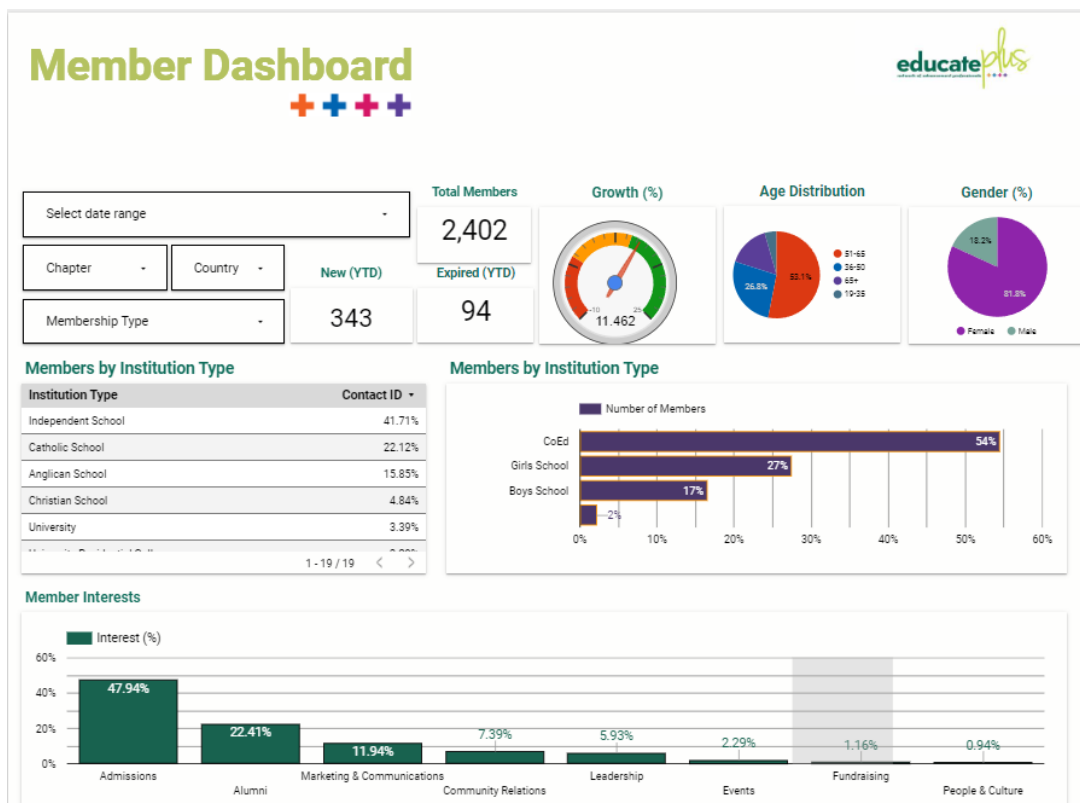 Member Dashboard
educateplus
network of advancement professionals
Select date range
Chapter
Country
Membership Type
Total Members
2,402
New (YTD)
343
Expired (YTD)
94
Growth (%)
-10
25
11.462
Age Distribution
53.1%
26.8%
51-65
36-50
65+
19-35
Gender (%)
18.2%
81.8%
Female
Male
Members by Institution Type
Institution Type Contact ID
Independent School 41.71%
Catholic School 22.12%
Anglican School 15.85%
Christian School 4.84%
University 3.39%
1 - 19 / 19
Members by Institution Type
Number of Members
CoEd 54%
Girls School 27%
Boys School 17%
2%
0% 10% 20% 30% 40% 50% 60%
Member Interests
Interest (%)
60%
40%
20%
0%
47.94%
22.41%
11.94%
7.39%
5.93%
2.29%
1.16%
0.94%
Admissions
Alumni
Marketing & Communications
Community Relations
Leadership
Events
Fundraising
People & Culture